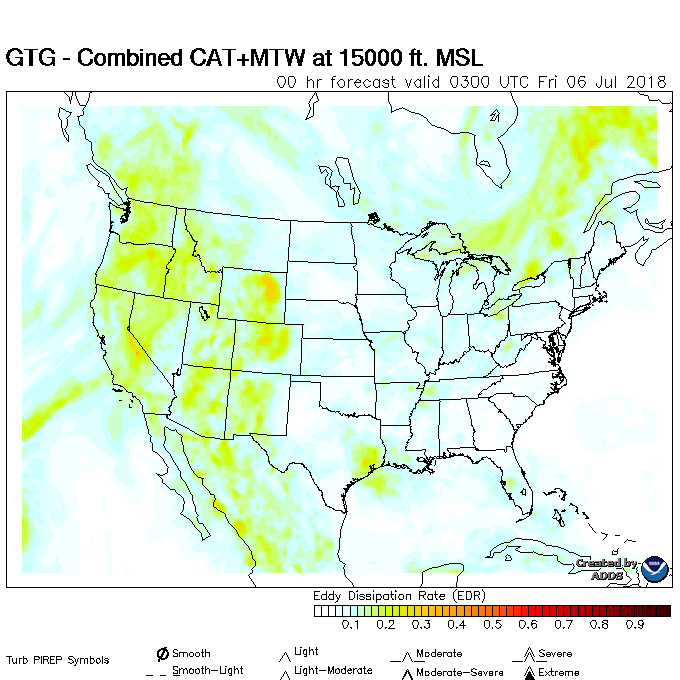 GTG - Combined CAT+MTW at 15000 ft. MSL
00 hr forecast valid 0300 UTC Fri 06 Jul 2018
Created by
ADDS
Eddy Dissipation Rate (EDR)
0.1 0.2 0.3 0.4 0.5 0.6 0.7 0.8 0.9
Turb PIREP Symbols
Smooth
Light
Moderate
Severe
Smooth-Light
Light-Moderate
Moderate-Severe
Extreme